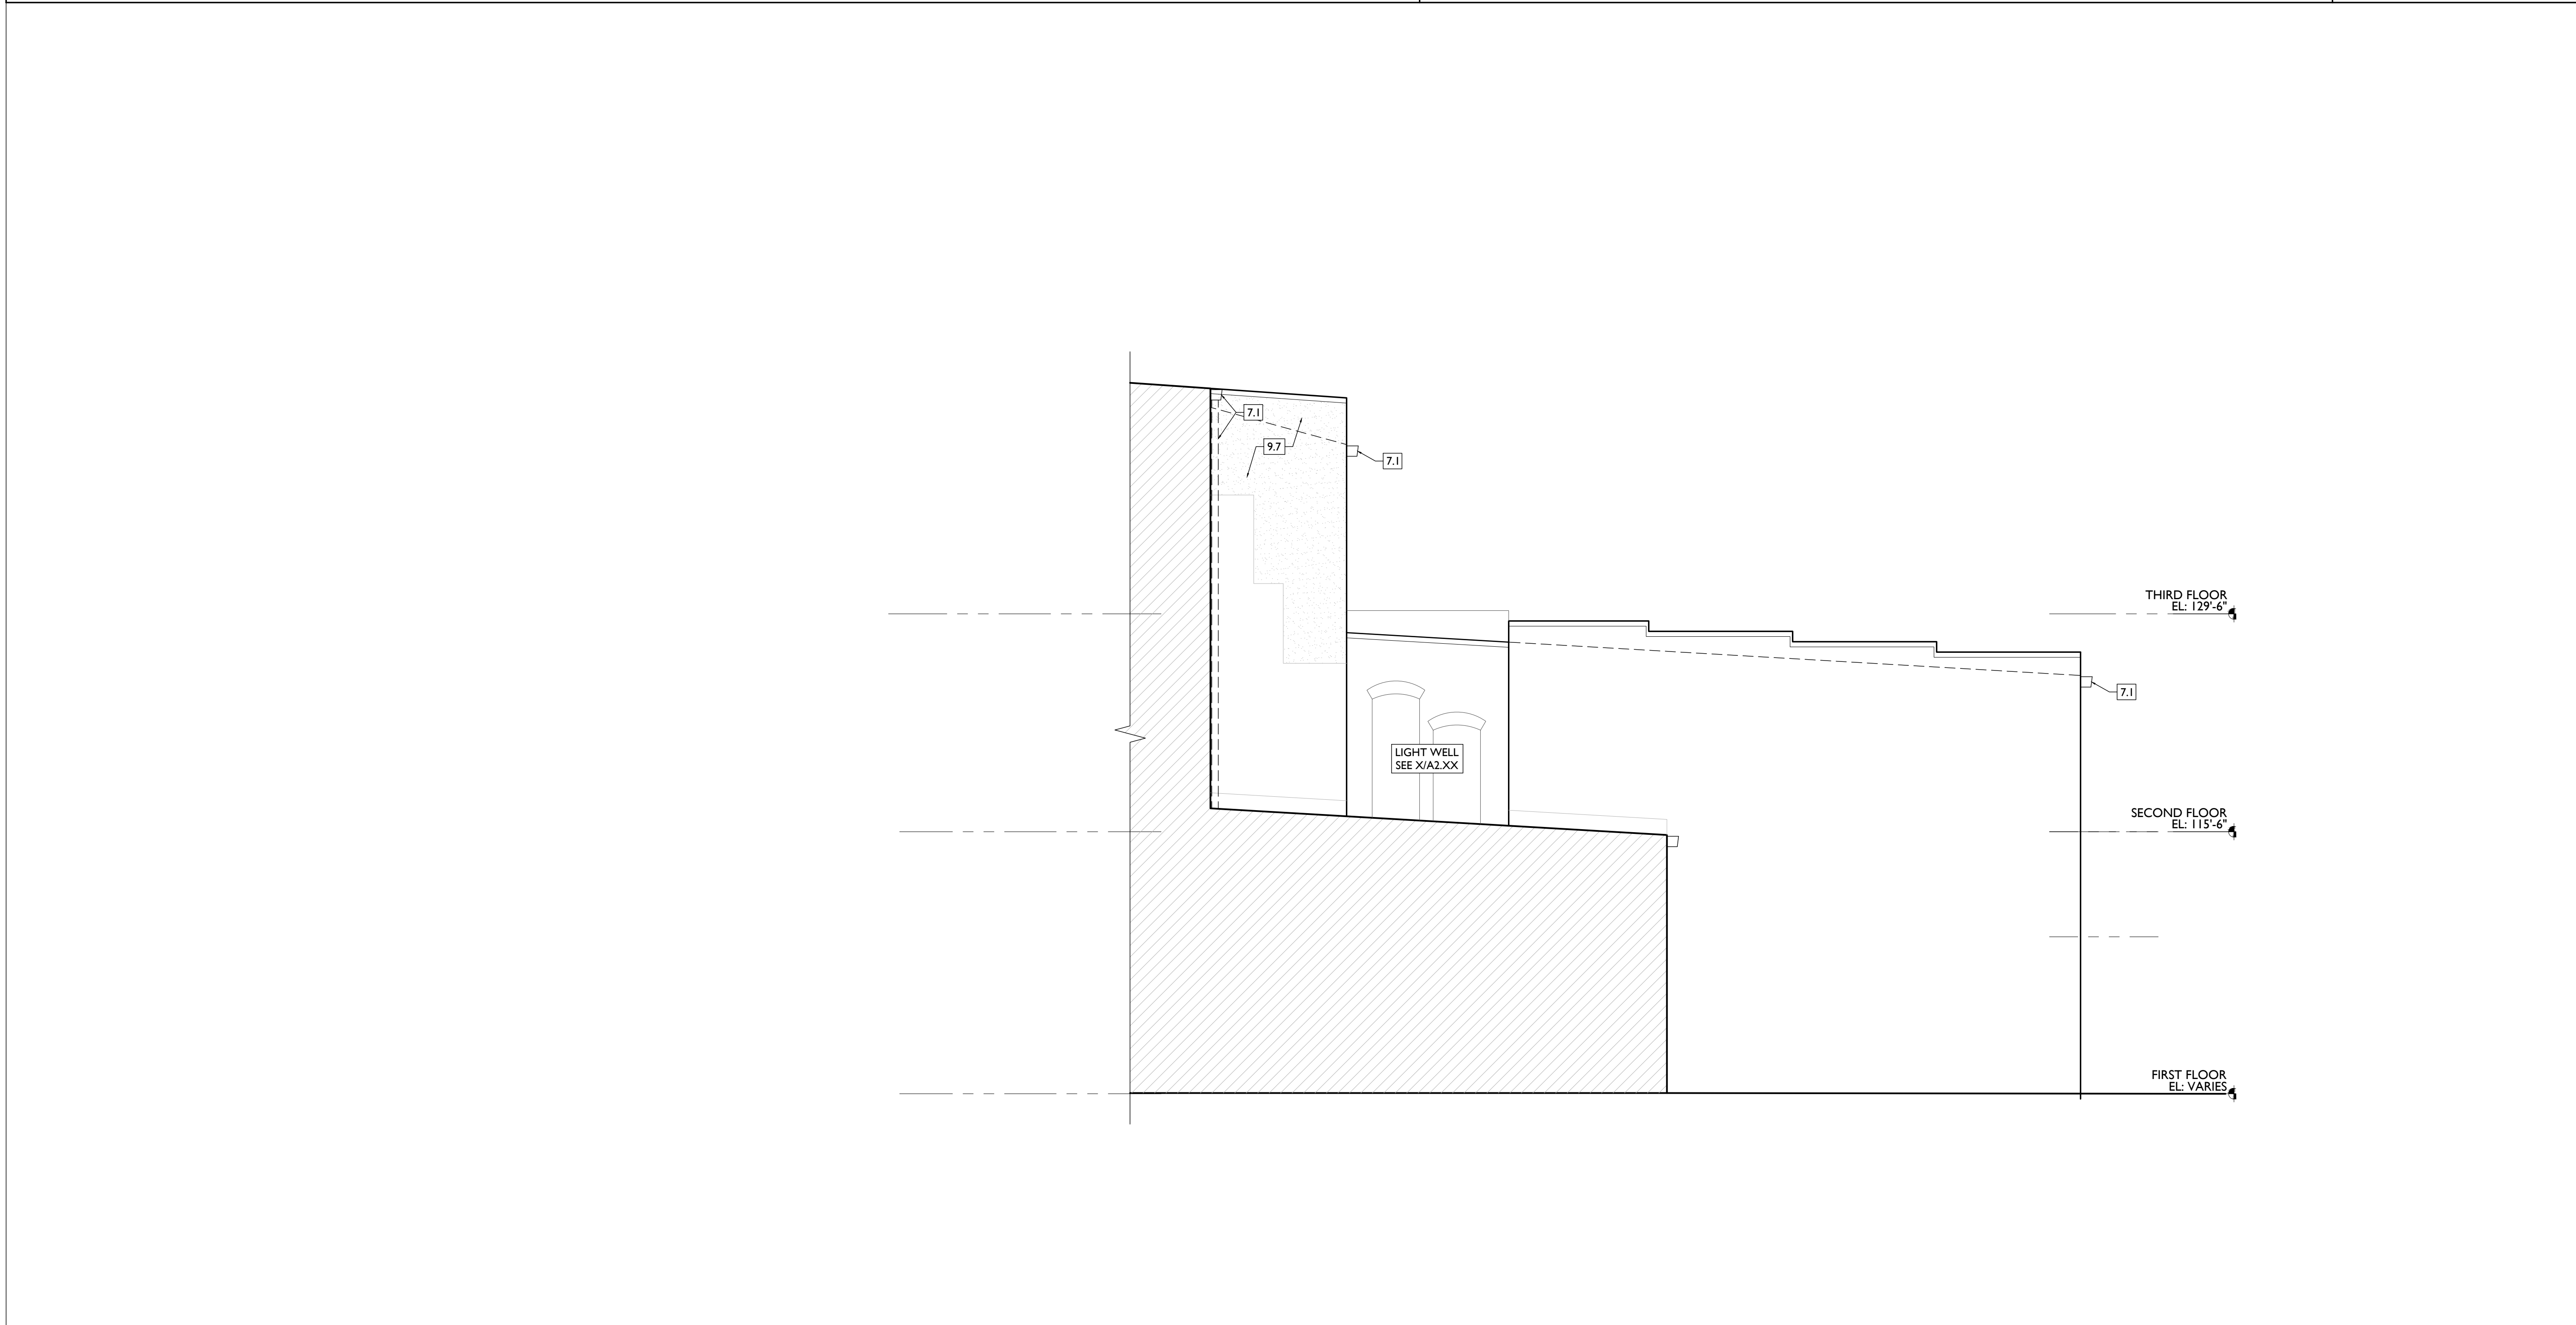 7.1
9.7
7.1
THIRD FLOOR
EL: 129'-6"
7.1
LIGHT WELL
SEE X/A2.XX
SECOND FLOOR
EL: 115'-6"
FIRST FLOOR
EL: VARIES